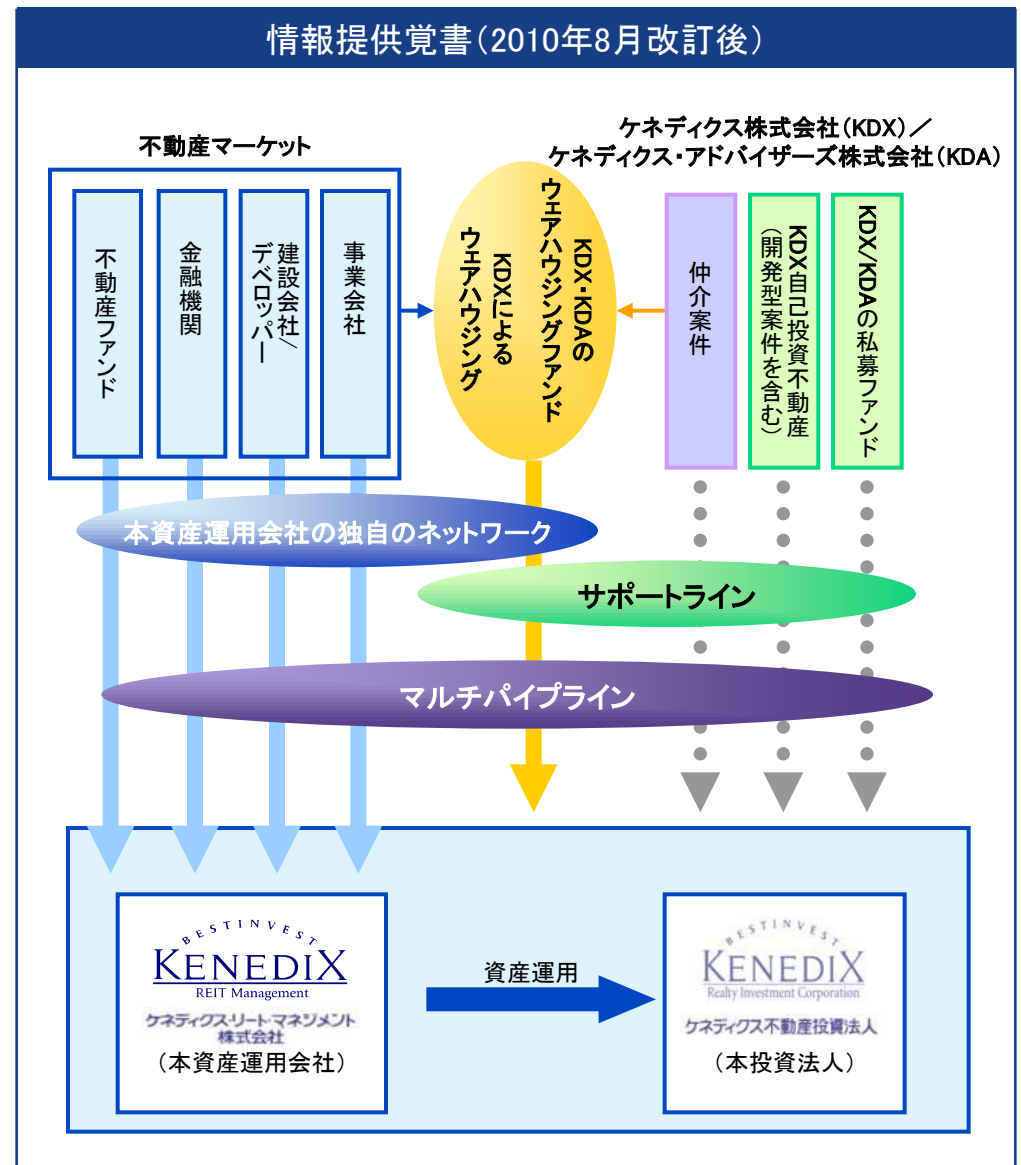 情報提供覚書(2010年8月改訂後)
不動産マーケット
ケネディクス株式会社(KDX)/
ケネディクス・アドバイザーズ株式会社(KDA)
不動産ファンド
金融機関
建設会社/
デベロッパー
事業会社
KDX・KDAの
ウェアハウジングファンド
KDXによる
ウェアハウジング
仲介案件
KDX自己投資不動産
(開発型案件を含む)
KDX/KDAの私募ファンド
本資産運用会社の独自のネットワーク
サポートライン
マルチパイプライン
BESTINVEST
KENEDIX
REIT Management
ケネディクス・リート・マネジメント
株式会社
(本資産運用会社)
資産運用
BESTINVEST
KENEDIX
Realty Investment Corporation
ケネディクス不動産投資法人
(本投資法人)